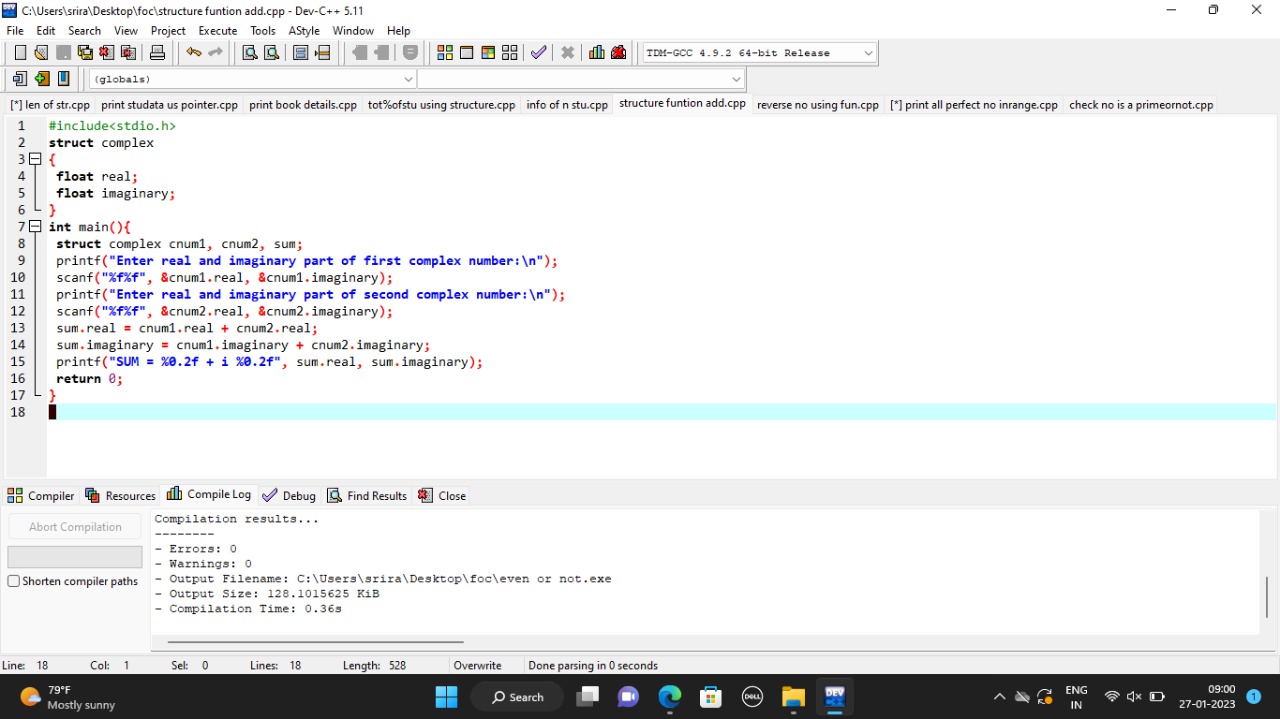 C:\Users\srira\Desktop\foc\structure funtion add.cpp - Dev-C++ 5.11
File Edit Search View Project Execute Tools AStyle Window Help
TDM-GCC 4.9.2 64-bit Release
(globals)
[*] len of str.cpp print studata us pointer.cpp print book details.cpp tot%ofstu using structure.cpp info of n stu.cpp structure funtion add.cpp reverse no using fun.cpp [*] print all perfect no inrange.cpp check no is a primeornot.cpp
1 #include<stdio.h>
2 struct complex
3 {
4 float real;
5 float imaginary;
6 }
7 int main(){
8 struct complex cnum1, cnum2, sum;
9 printf("Enter real and imaginary part of first complex number:\n");
10 scanf("%f%f", &cnum1.real, &cnum1.imaginary);
11 printf("Enter real and imaginary part of second complex number:\n");
12 scanf("%f%f", &cnum2.real, &cnum2.imaginary);
13 sum.real = cnum1.real + cnum2.real;
14 sum.imaginary = cnum1.imaginary + cnum2.imaginary;
15 printf("SUM = %0.2f + i %0.2f", sum.real, sum.imaginary);
16 return 0;
17 }
18
Compiler Resources Compile Log Debug Find Results Close
Abort Compilation
Shorten compiler paths
Compilation results...
--------
- Errors: 0
- Warnings: 0
- Output Filename: C:\Users\srira\Desktop\foc\even or not.exe
- Output Size: 128.1015625 KiB
- Compilation Time: 0.36s
Line: 18 Col: 1 Sel: 0 Lines: 18 Length: 528 Overwrite Done parsing in 0 seconds
79°F
Mostly sunny
Search
DELL
DEV
ENG
IN
09:00
27-01-2023
1